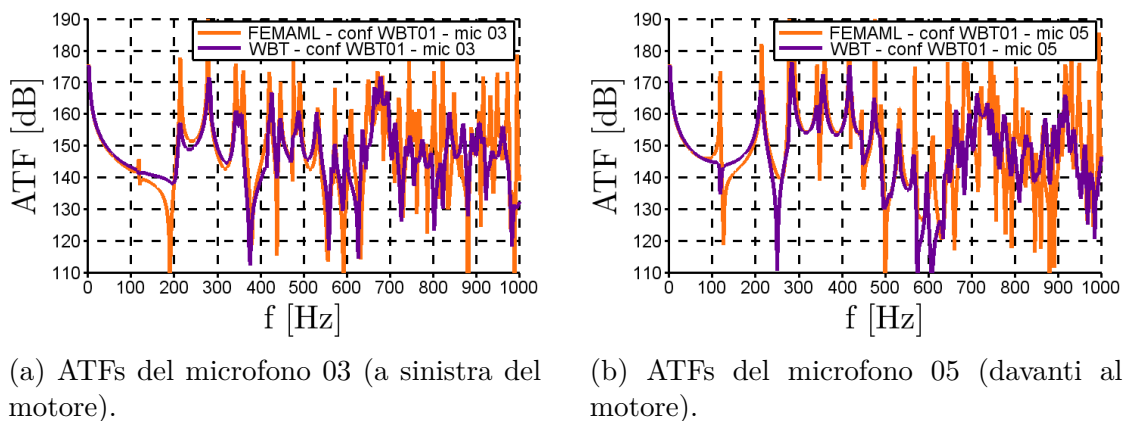 FEMAML - conf WBT01 - mic 03
WBT - conf WBT01 - mic 03
190
180
170
160
150
140
130
120
110
ATF [dB]
0 100 200 300 400 500 600 700 800 900 1000
f [Hz]
(a) ATFs del microfono 03 (a sinistra del
motore).
FEMAML - conf WBT01 - mic 05
WBT - conf WBT01 - mic 05
190
180
170
160
150
140
130
120
110
ATF [dB]
0 100 200 300 400 500 600 700 800 900 1000
f [Hz]
(b) ATFs del microfono 05 (davanti al
motore).